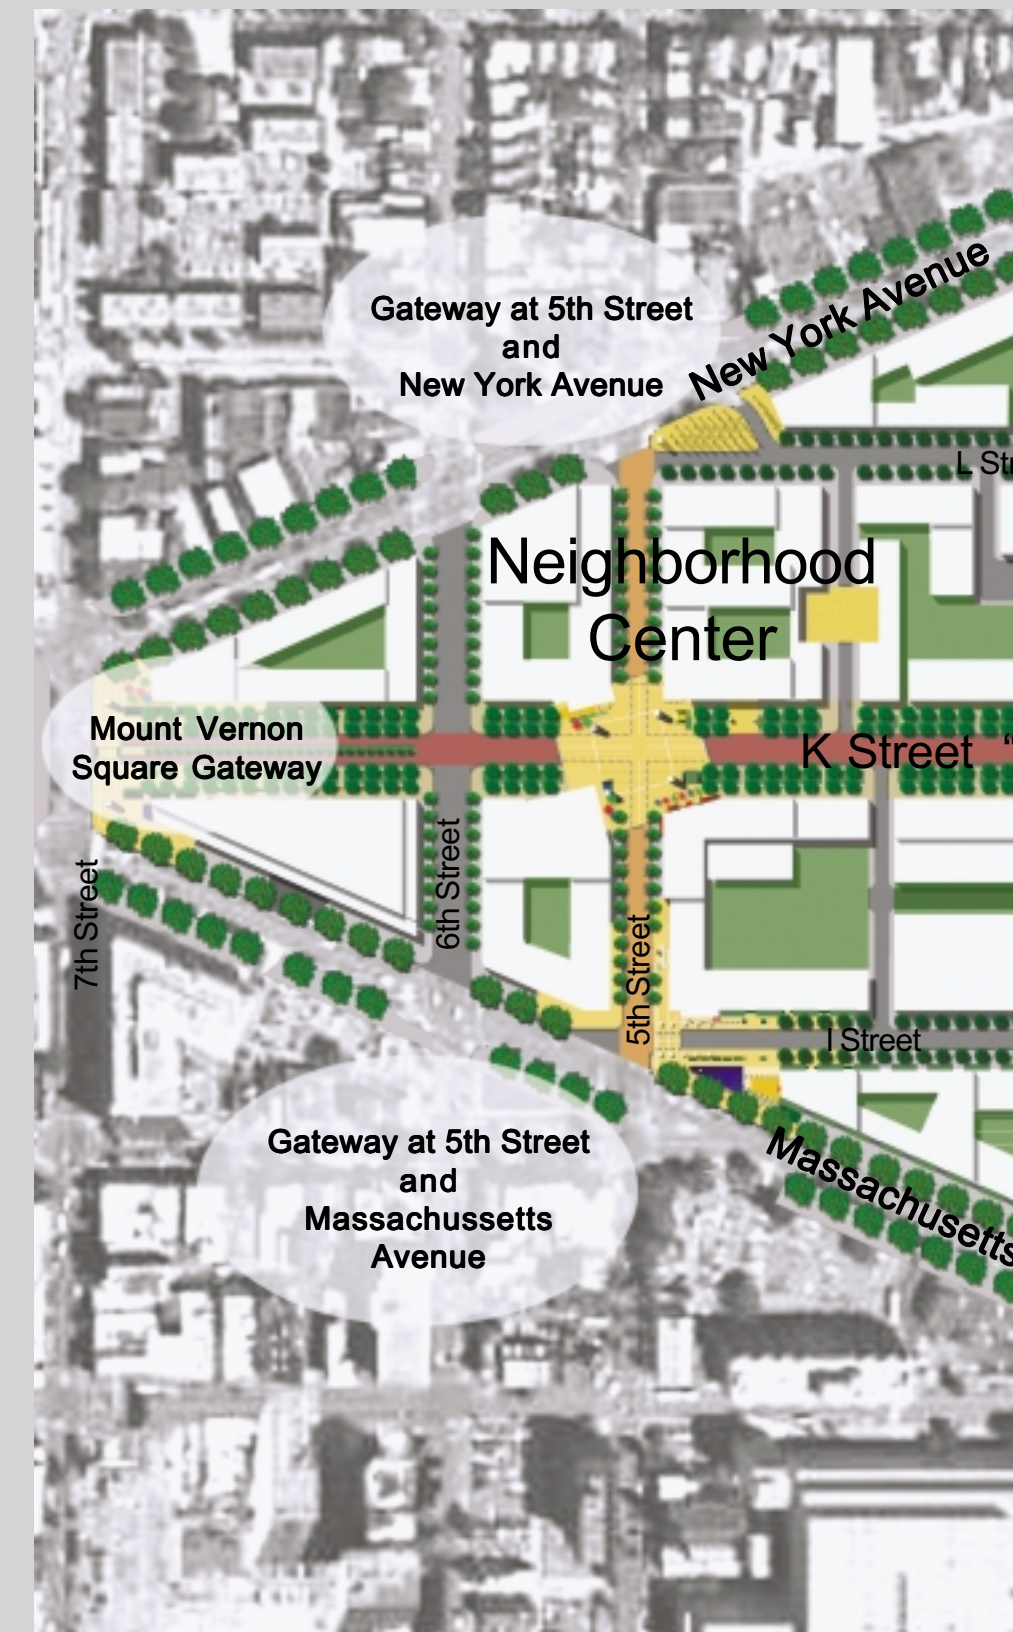 Gateway at 5th Street
and
New York Avenue
New York Avenue
L Str
Neighborhood
Center
Mount Vernon
Square Gateway
K Street “
7th Street
6th Street
5th Street
I Street
Gateway at 5th Street
and
Massachussetts
Avenue
Massachusetts